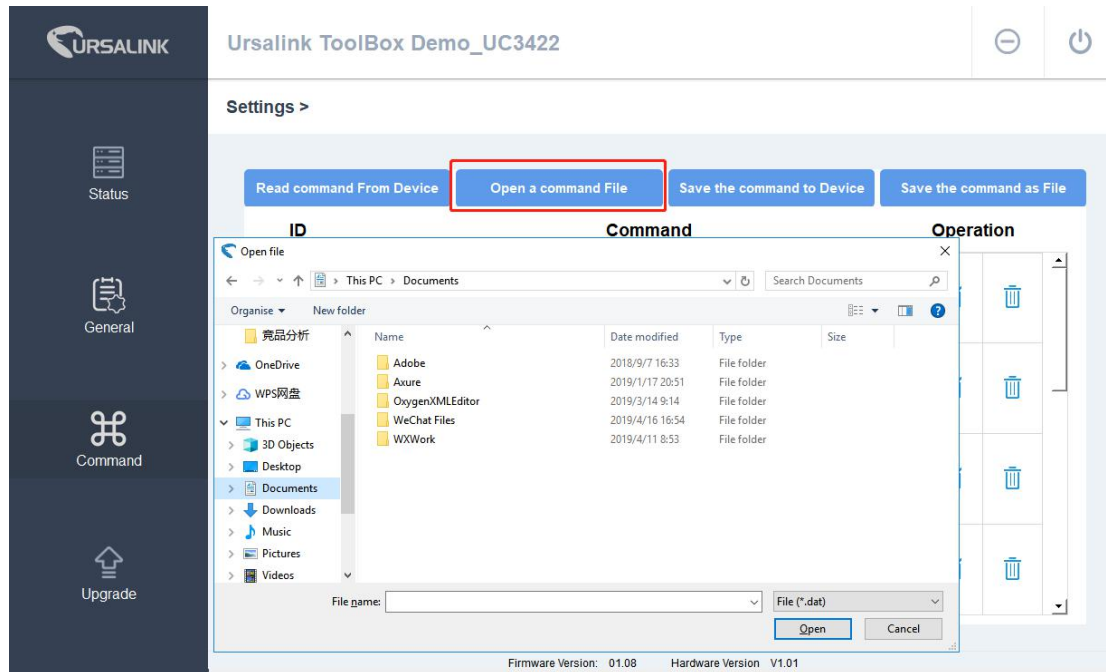 URSALINK
Ursalink ToolBox Demo_UC3422
Settings >
Status
General
Command
Upgrade
Read command From Device
Open a command File
Save the command to Device
Save the command as File
ID
Command
Operation
Open file
This PC > Documents
Search Documents
Organise
New folder
竞品分析
OneDrive
WPS网盘
This PC
3D Objects
Desktop
Documents
Downloads
Music
Pictures
Videos
Name Date modified Type Size
Adobe 2018/9/7 16:33 File folder
Axure 2019/1/17 20:51 File folder
OxygenXMLEditor 2019/3/14 9:14 File folder
WeChat Files 2019/4/16 16:54 File folder
WXWork 2019/4/11 8:53 File folder
File name:
File (*.dat)
Open
Cancel
Firmware Version: 01.08 Hardware Version V1.01